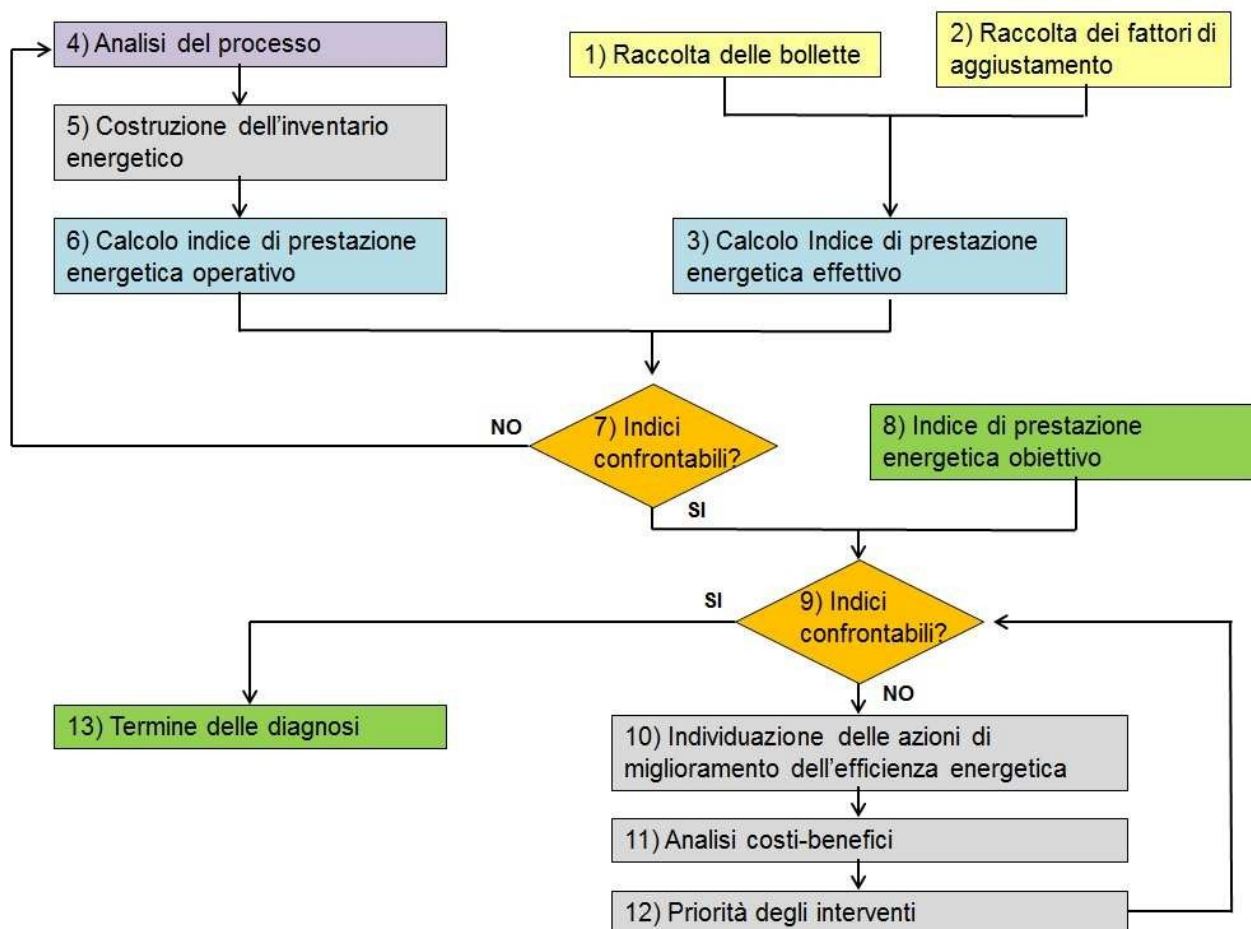 4) Analisi del processo
1) Raccolta delle bollette
2) Raccolta dei fattori di
aggiustamento
5) Costruzione dell'inventario
energetico
6) Calcolo indice di prestazione
energetica operativo
3) Calcolo Indice di prestazione
energetica effettivo
NO
7) Indici
confrontabili?
8) Indice di prestazione
energetica obiettivo
SI
SI
9) Indici
confrontabili?
NO
13) Termine delle diagnosi
10) Individuazione delle azioni di
miglioramento dell'efficienza energetica
11) Analisi costi-benefici
12) Priorità degli interventi